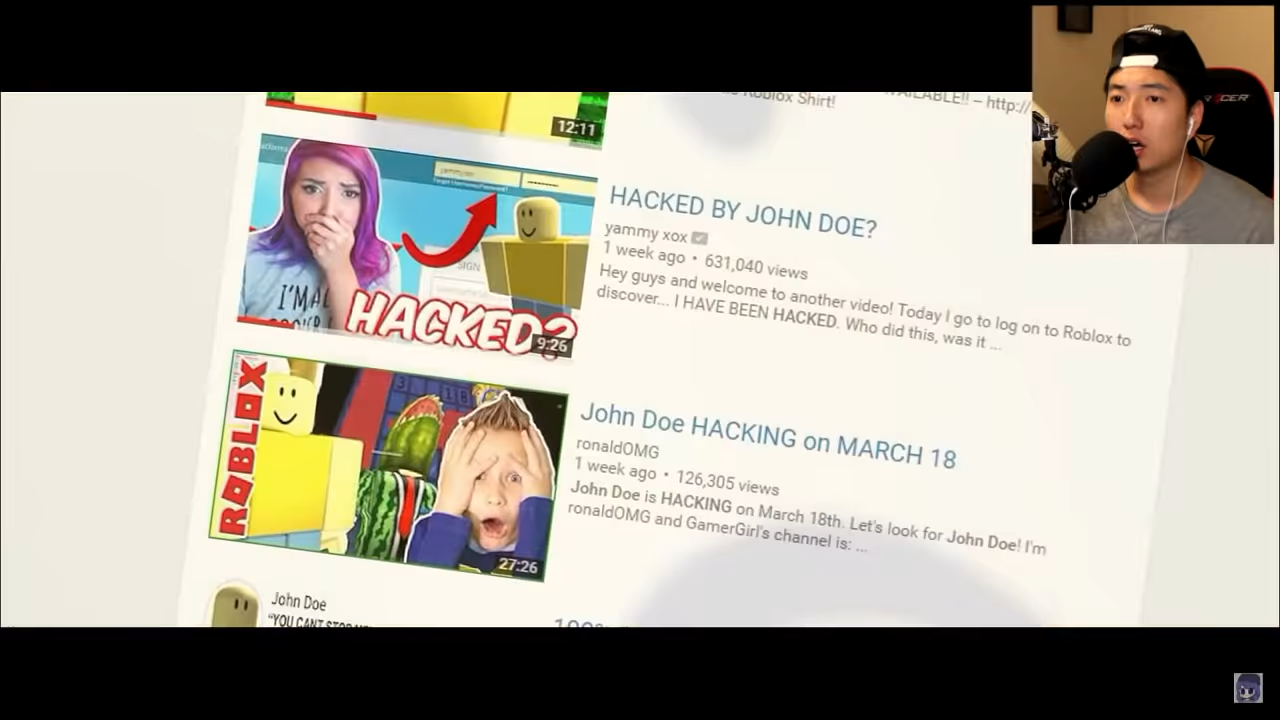 12:11
Roblox Shirt!
AVAILABLE!! – http://
HACKED BY JOHN DOE?
yammy xox
1 week ago • 631,040 views
Hey guys and welcome to another video! Today I go to log on to Roblox to
discover... I HAVE BEEN HACKED. Who did this, was it ...
SIGN
I'M
HACKED?
9:26
ROBLOX
John Doe HACKING on MARCH 18
ronaldOMG
1 week ago • 126,305 views
John Doe is HACKING on March 18th. Let's look for John Doe! I'm
ronaldOMG and GamerGirl's channel is: ...
3
18
27:26
John Doe
"YOU CANT